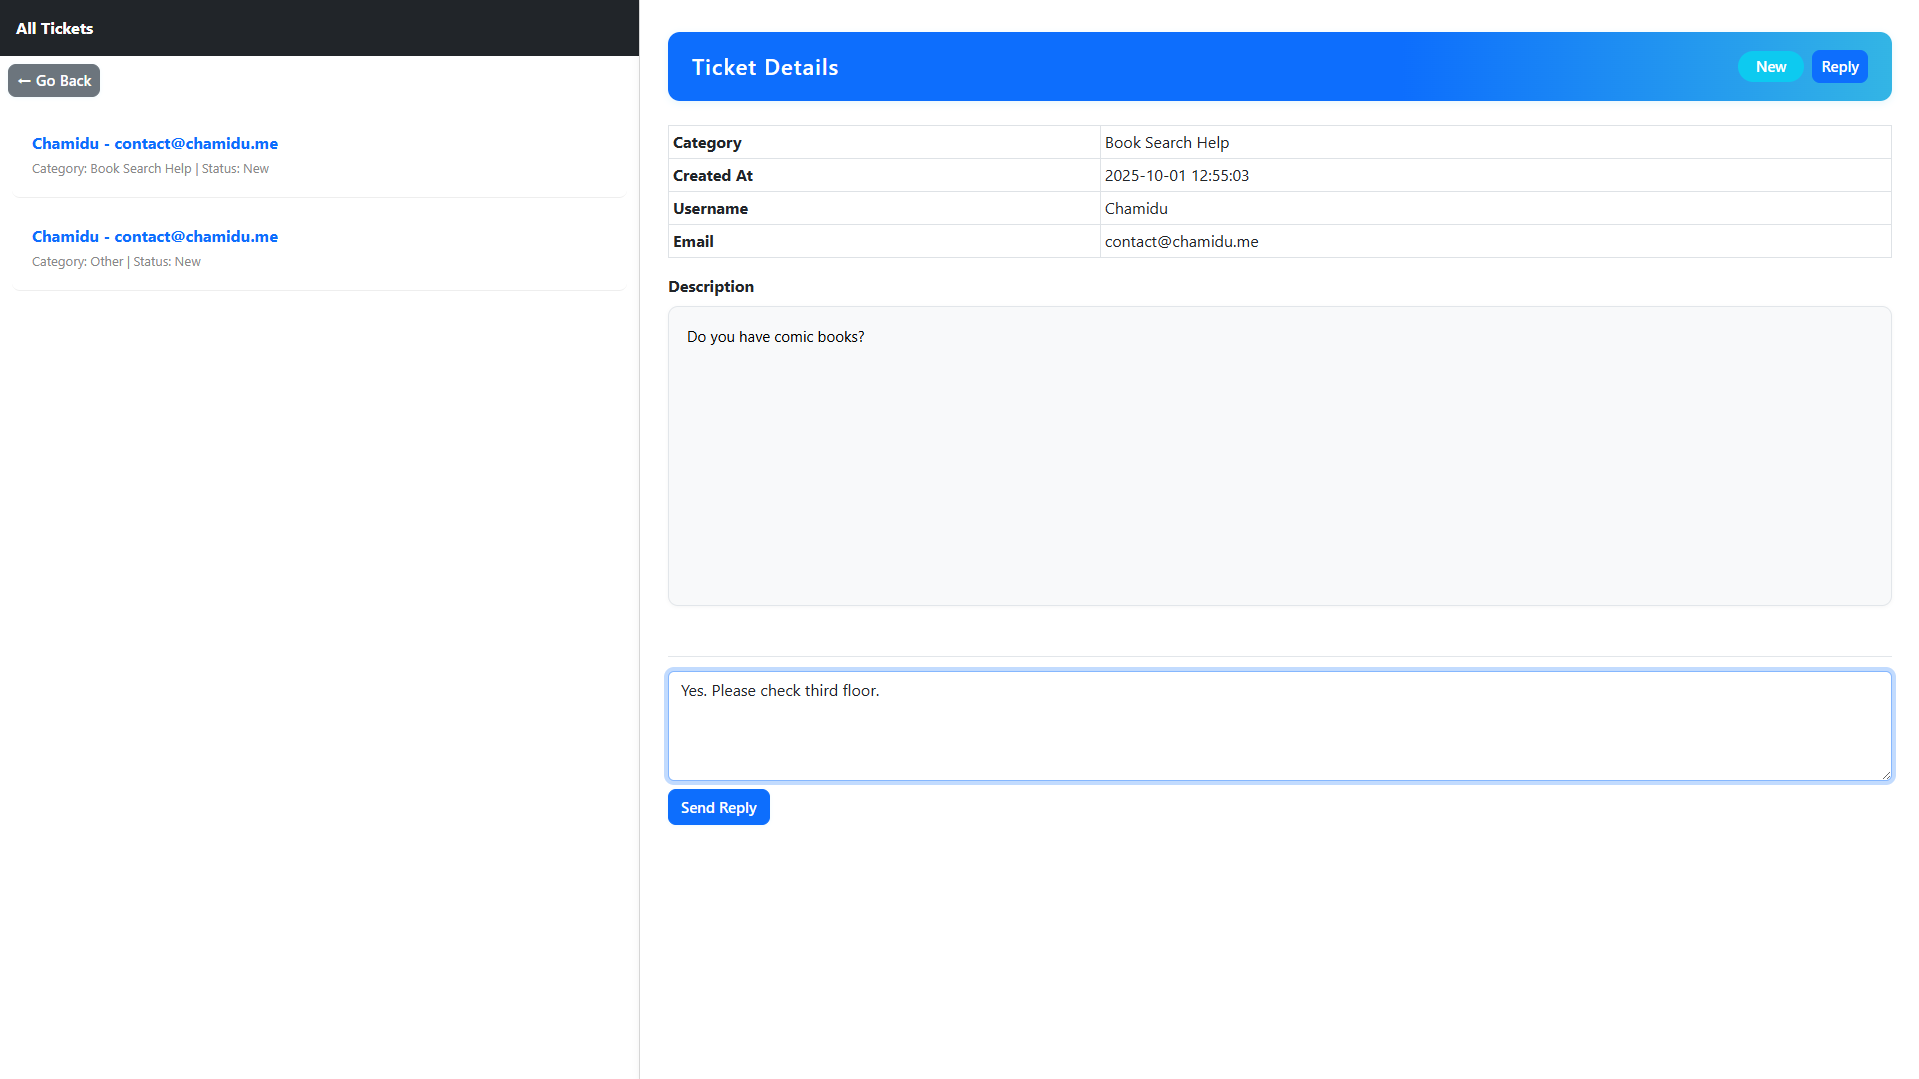 All Tickets
← Go Back
Chamidu - contact@chamidu.me
Category: Book Search Help | Status: New
Chamidu - contact@chamidu.me
Category: Other | Status: New
Ticket Details
New
Reply
Category Book Search Help
Created At 2025-10-01 12:55:03
Username Chamidu
Email contact@chamidu.me
Description
Do you have comic books?
Yes. Please check third floor.
Send Reply